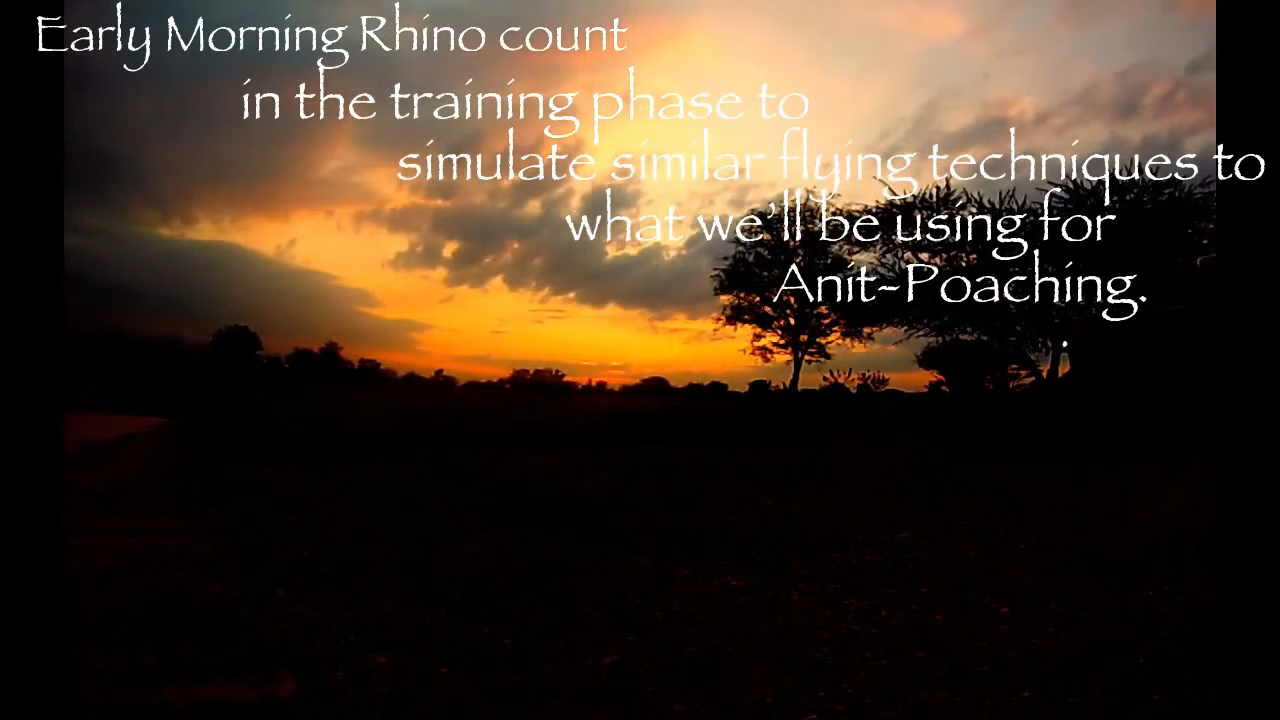 Early Morning Rhino count
in the training phase to
simulate similar flying techniques to
what we'll be using for
Anit-Poaching.